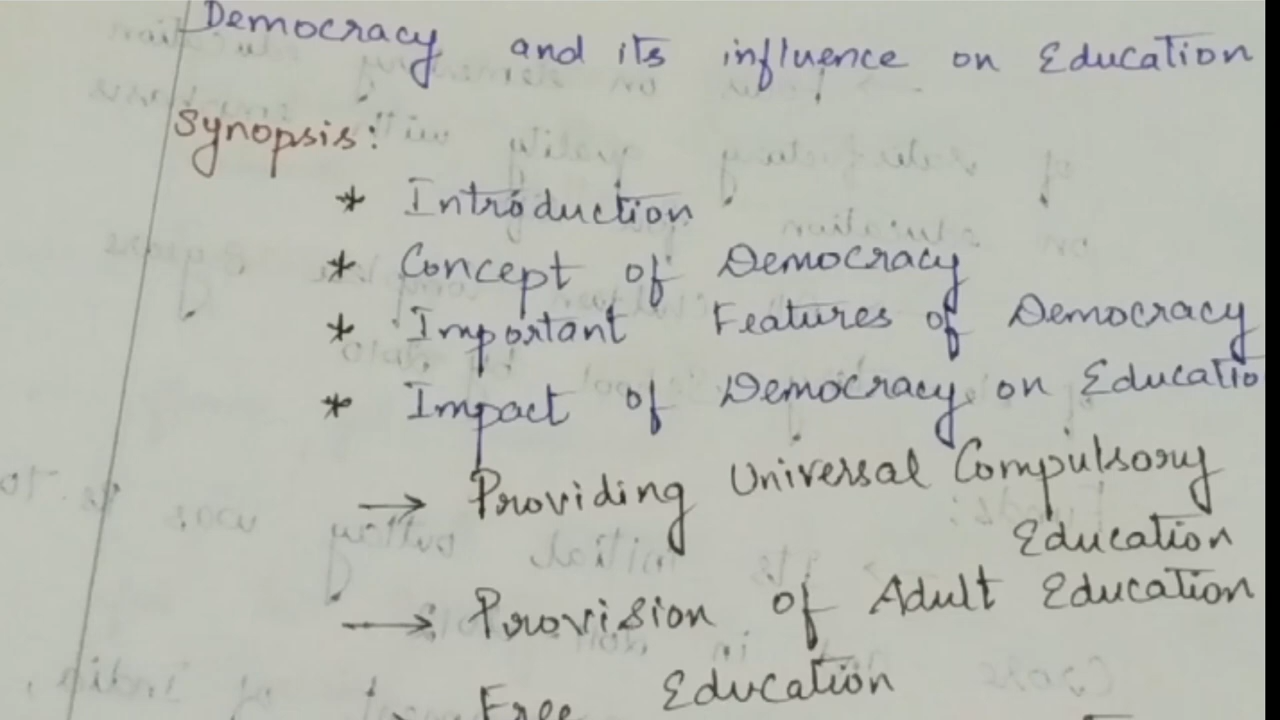 Democracy and its influence on Education
Synopsis:
* Introduction
* Concept of Democracy
* Important Features of Democracy
* Impact of Democracy on Educatio
→ Providing Universal Compulsory
Education
→ Provision of Adult Education
Free Education